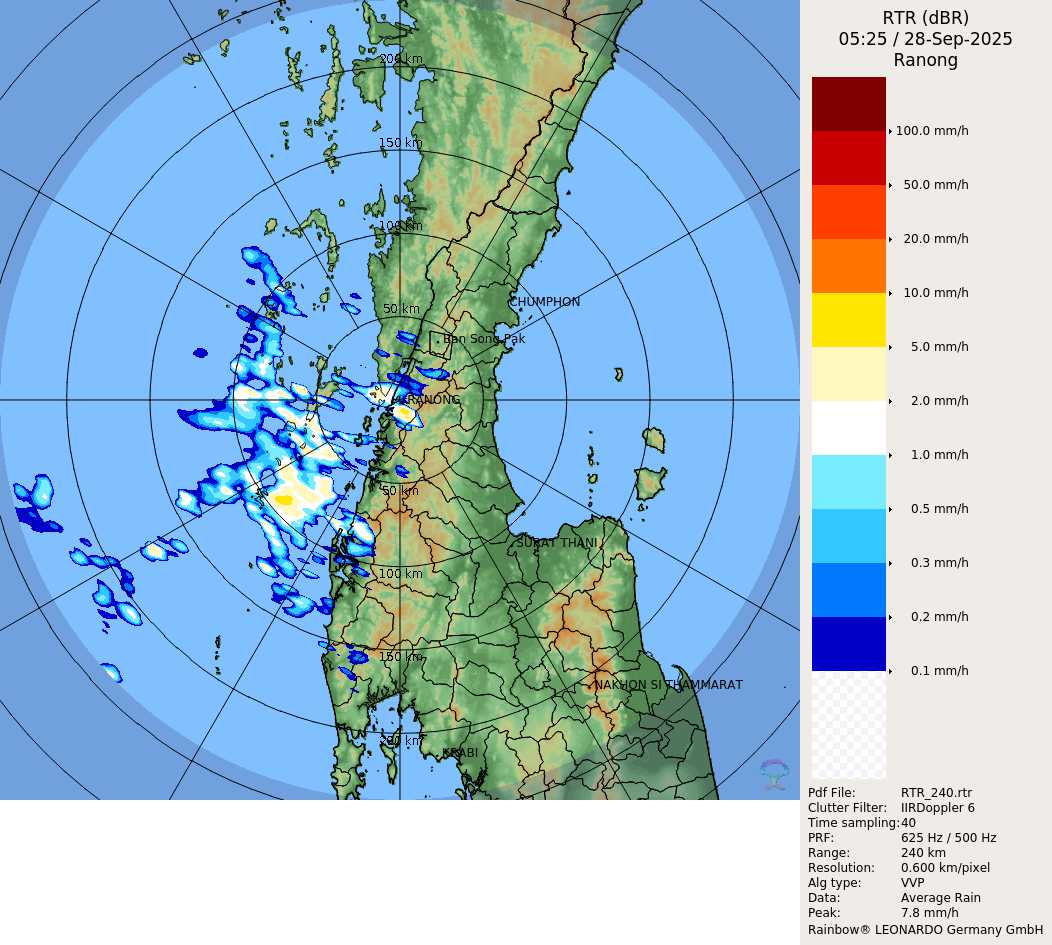 RTR (dBR)
05:25 / 28-Sep-2025
Ranong
200 km
150 km
100 km
50 km
CHUMPHON
Ban Song Pak
RANONG
50 km
SURAT THANI
100 km
150 km
NAKHON SI THAMMARAT
200 km
KRABI
100.0 mm/h
50.0 mm/h
20.0 mm/h
10.0 mm/h
5.0 mm/h
2.0 mm/h
1.0 mm/h
0.5 mm/h
0.3 mm/h
0.2 mm/h
0.1 mm/h
Pdf File: RTR_240.rtr
Clutter Filter: IIRDoppler 6
Time sampling:40
PRF: 625 Hz / 500 Hz
Range: 240 km
Resolution: 0.600 km/pixel
Alg type: VVP
Data: Average Rain
Peak: 7.8 mm/h
Rainbow® LEONARDO Germany GmbH